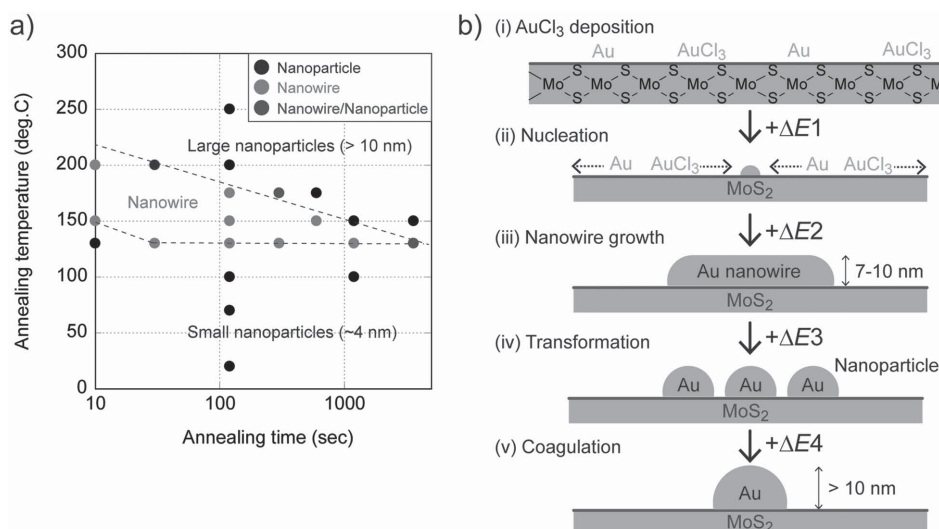 a)
Annealing temperature (deg.C)
300
250
200
150
100
50
0
Nanoparticle
Nanowire
Nanowire/Nanoparticle
Large nanoparticles (> 10 nm)
Nanowire
Small nanoparticles (~4 nm)
10
100
1000
Annealing time (sec)
b)
(i) AuCl3 deposition
Au AuCl3 Au AuCl3
S S S S S S S
Mo Mo Mo Mo Mo Mo Mo
S S S S S S S
+ΔE1
(ii) Nucleation
Au AuCl3 Au AuCl3
MoS2
+ΔE2
(iii) Nanowire growth
Au nanowire
7-10 nm
MoS2
+ΔE3
(iv) Transformation
Nanoparticle
Au Au Au
MoS2
+ΔE4
(v) Coagulation
Au
> 10 nm
MoS2